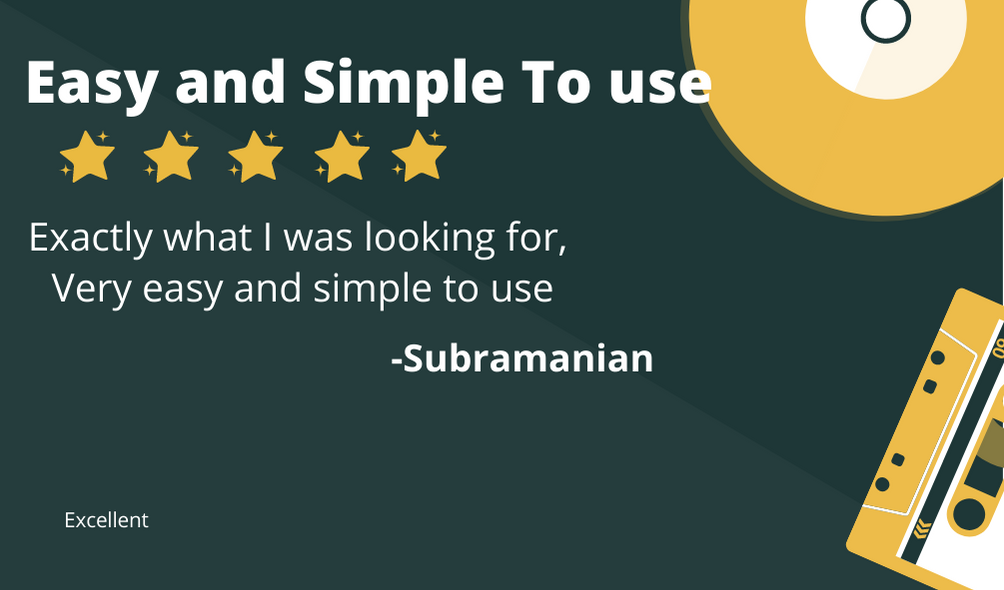 Easy and Simple To use
Exactly what I was looking for,
Very easy and simple to use
-Subramanian
Excellent